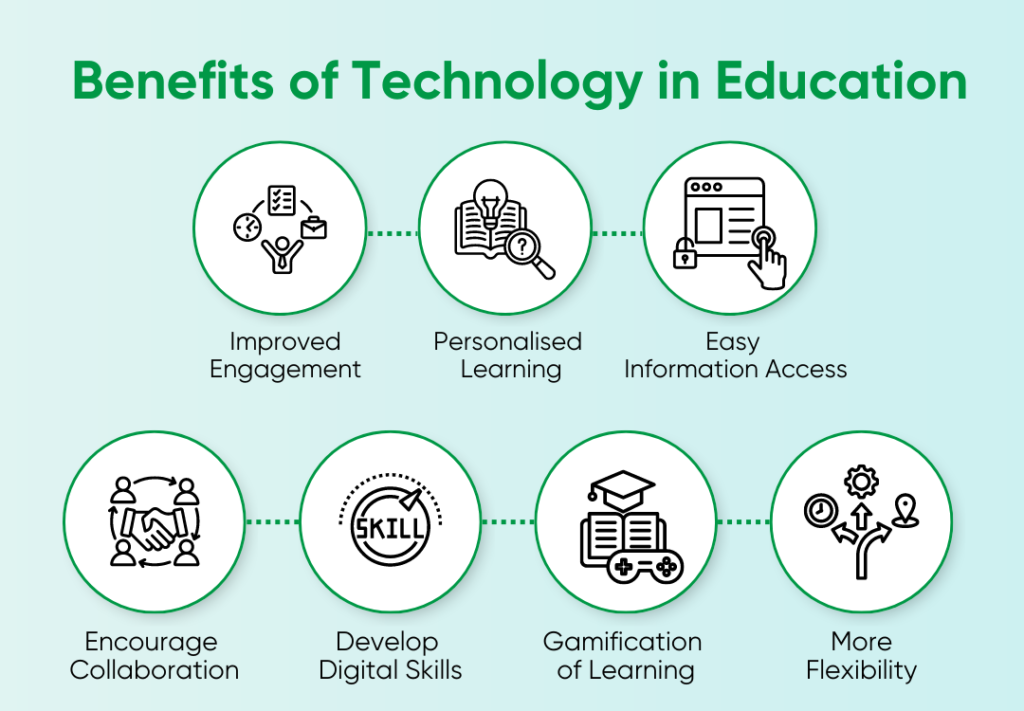 Benefits of Technology in Education
Improved
Engagement
Personalised
Learning
?
Easy
Information Access
Encourage
Collaboration
SKILL
Develop
Digital Skills
Gamification
of Learning
More
Flexibility